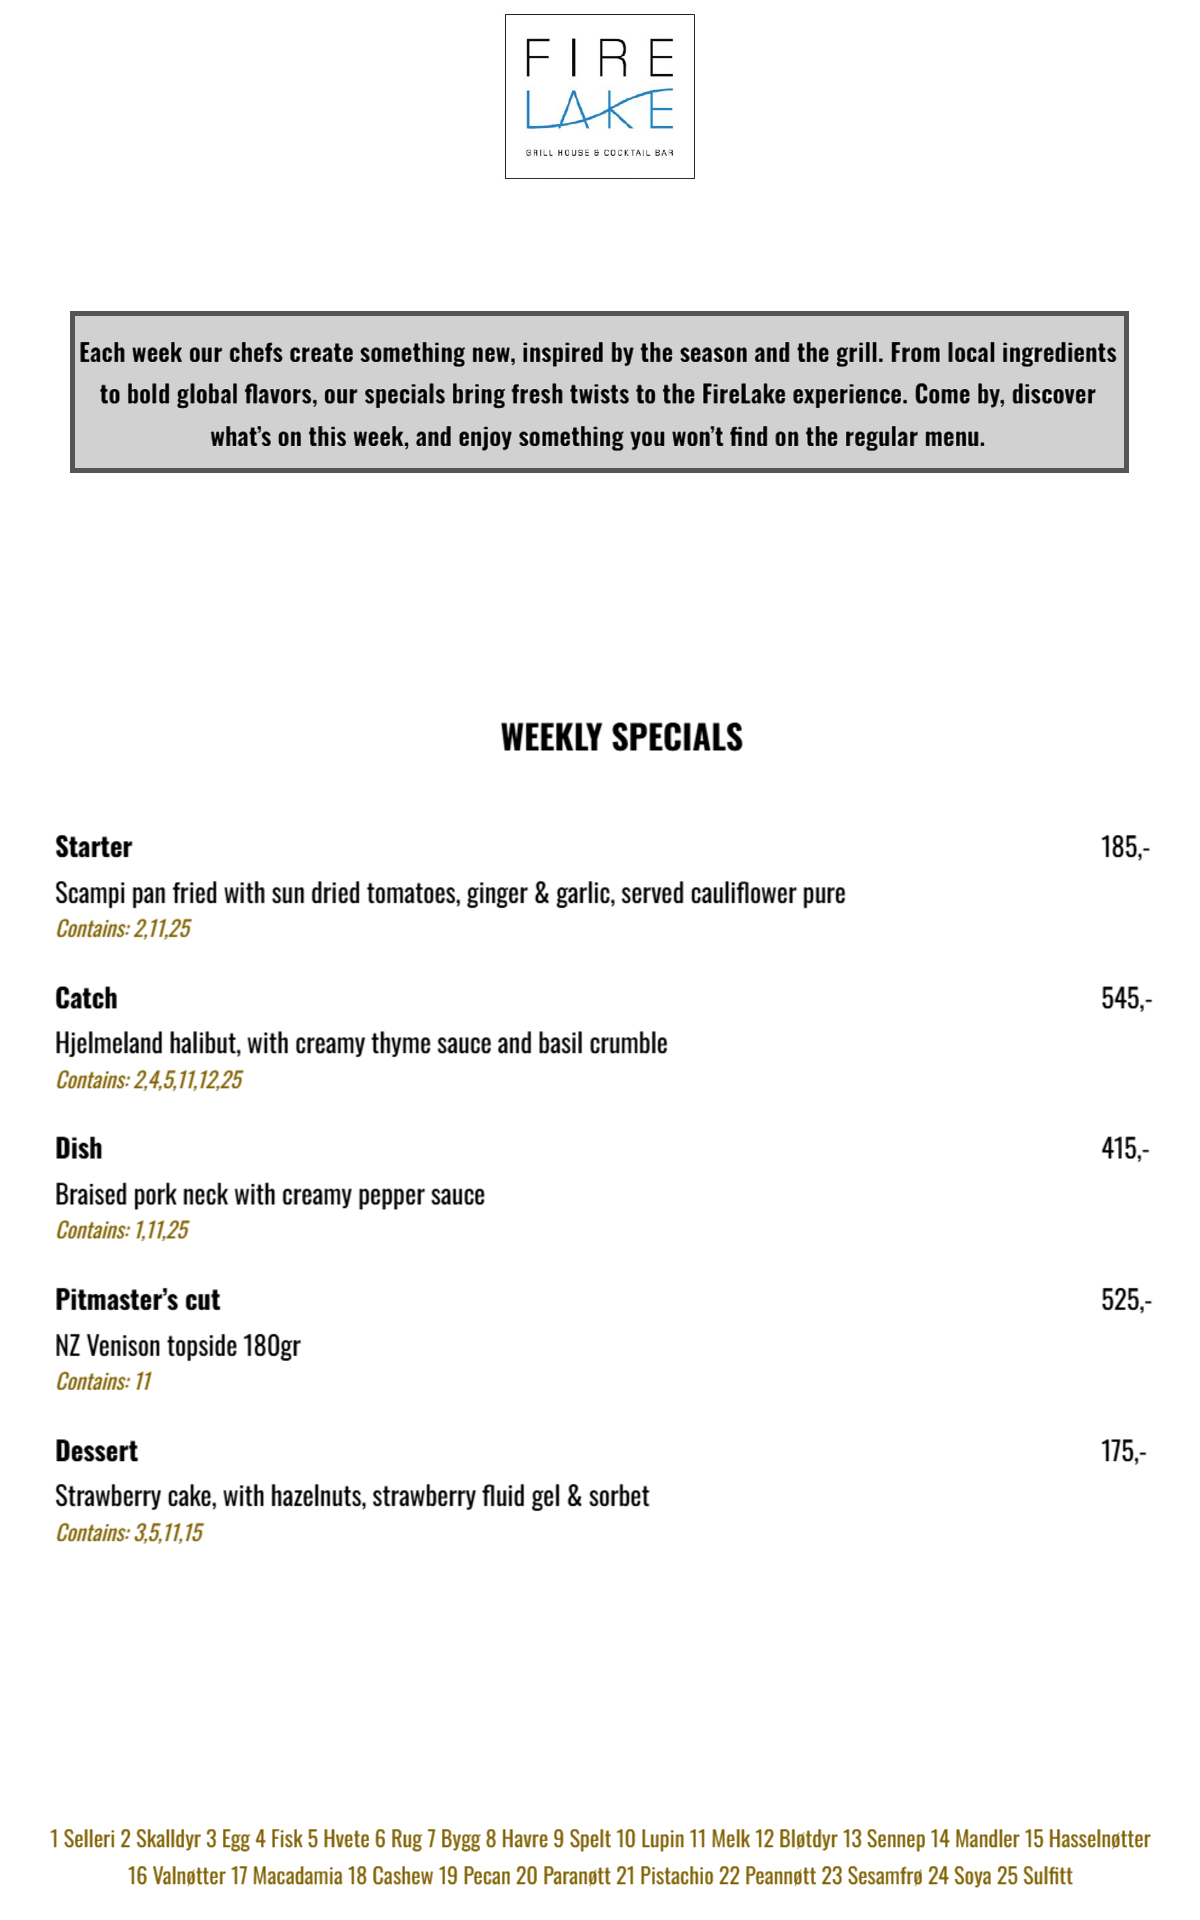 FIRE
LAKE
GRILL HOUSE & COCKTAIL BAR
Each week our chefs create something new, inspired by the season and the grill. From local ingredients
to bold global flavors, our specials bring fresh twists to the FireLake experience. Come by, discover
what’s on this week, and enjoy something you won’t find on the regular menu.
WEEKLY SPECIALS
Starter 185,-
Scampi pan fried with sun dried tomatoes, ginger & garlic, served cauliflower pure
Contains: 2,11,25
Catch 545,-
Hjelmeland halibut, with creamy thyme sauce and basil crumble
Contains: 2,4,5,11,12,25
Dish 415,-
Braised pork neck with creamy pepper sauce
Contains: 1,11,25
Pitmaster’s cut 525,-
NZ Venison topside 180gr
Contains: 11
Dessert 175,-
Strawberry cake, with hazelnuts, strawberry fluid gel & sorbet
Contains: 3,5,11,15
1 Selleri 2 Skalldyr 3 Egg 4 Fisk 5 Hvete 6 Rug 7 Bygg 8 Havre 9 Spelt 10 Lupin 11 Melk 12 Bløtdyr 13 Sennep 14 Mandler 15 Hasselnøtter
16 Valnøtter 17 Macadamia 18 Cashew 19 Pecan 20 Paranøtt 21 Pistachio 22 Peannøtt 23 Sesamfrø 24 Soya 25 Sulfitt